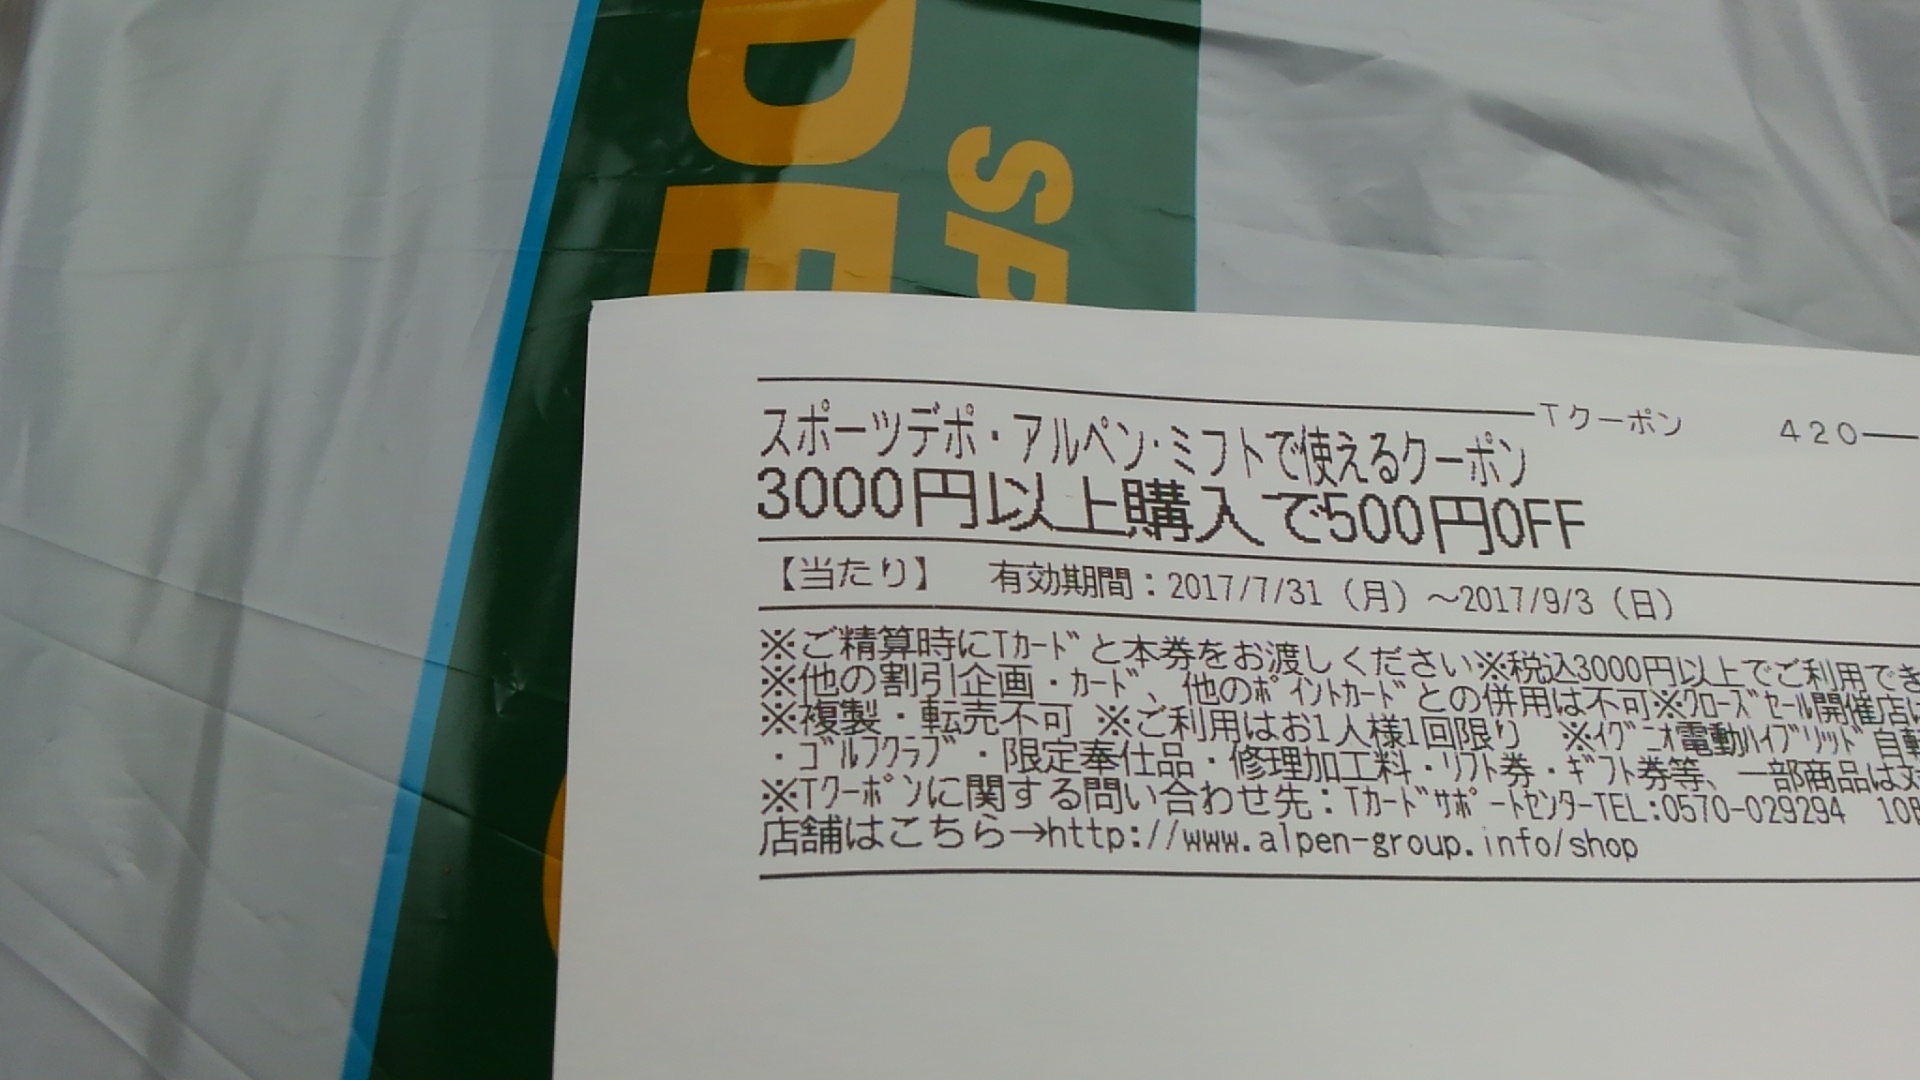 DE
SP
Tクーポン 420
スポーツデポ・アルペン・ミフトで使えるクーポン
3000円以上購入で500円OFF
【当たり】 有効期間：2017/7/31（月）～2017/9/3（日）
※ご精算時にTｶｰﾄﾞと本券をお渡しください※税込3000円以上でご利用でき
※他の割引企画・ｶｰﾄﾞ、他のﾎﾟｲﾝﾄｶｰﾄﾞとの併用は不可※ｸﾛｰｽﾞｾｰﾙ開催店は
※複製・転売不可 ※ご利用はお1人様1回限り ※ｲｸﾞﾆｵ電動ﾊｲﾌﾞﾘｯﾄﾞ自転
・ｺﾞﾙﾌｸﾗﾌﾞ・限定奉仕品・修理加工料・ﾘﾌﾄ券・ｷﾞﾌﾄ券等、一部商品は対
※Tｸｰﾎﾟﾝに関する問い合わせ先：TｶｰﾄﾞｻﾎﾟｰﾄｾﾝﾀｰTEL:0570-029294 10時
店舗はこちら→http://www.alpen-group.info/shop